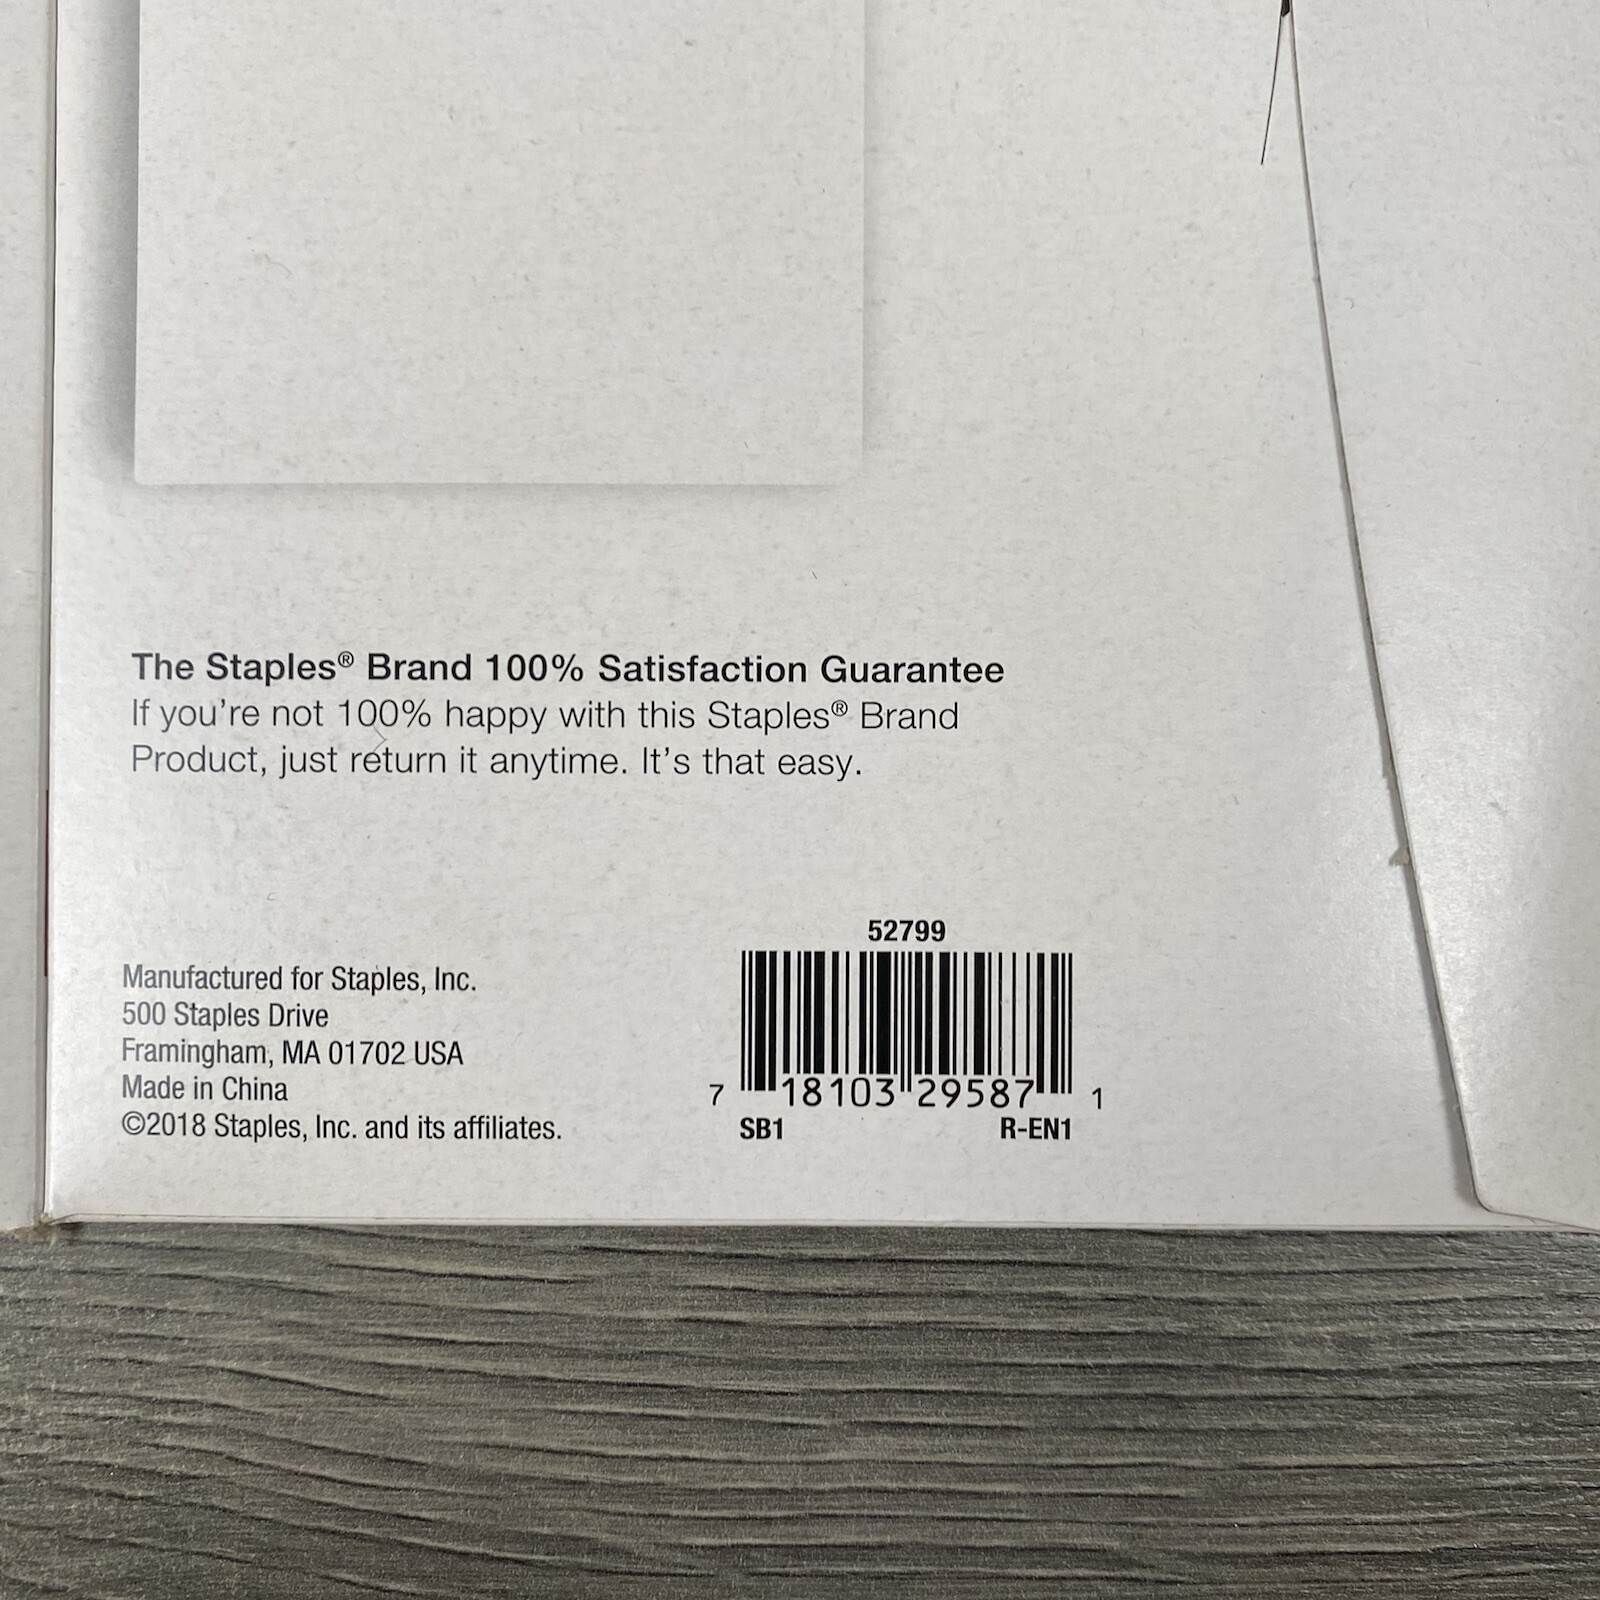 The Staples® Brand 100% Satisfaction Guarantee
If you're not 100% happy with this Staples® Brand
Product, just return it anytime. It's that easy.
Manufactured for Staples, Inc.
500 Staples Drive
Framingham, MA 01702 USA
Made in China
©2018 Staples, Inc. and its affiliates.
52799
7 18103 29587 1
SB1 R-EN1